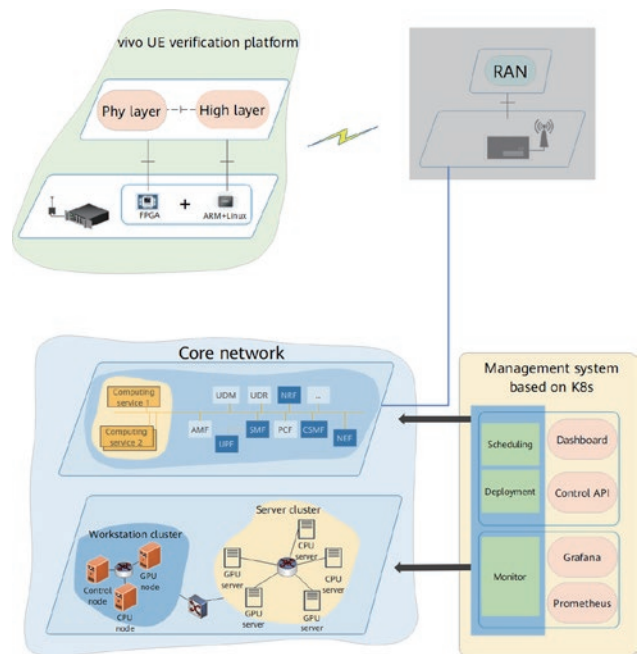 vivo UE verification platform
Phy layer
High layer
FPGA
+
ARM+Linux
RAN
Core network
Computing
service 1
Computing
service 2
UDM
UDR
NRF
...
AMF
UPF
SMF
PCF
CSMF
NEF
Workstation cluster
Control
node
GPU
node
CPU
node
Server cluster
CPU
server
GPU
server
CPU
server
GPU
server
GPU
server
Management system
based on K8s
Scheduling
Dashboard
Deployment
Control API
Monitor
Grafana
Prometheus